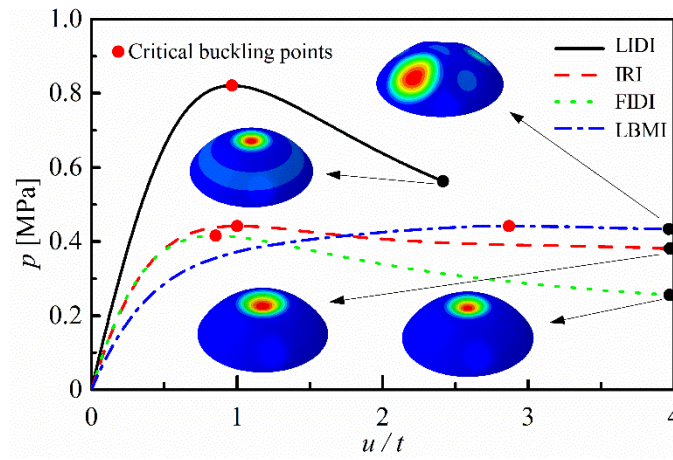 1.0
0.8
0.6
0.4
0.2
0
p [MPa]
Critical buckling points
LIDI
IRI
FIDI
LBMI
0 1 2 3 4
u / t